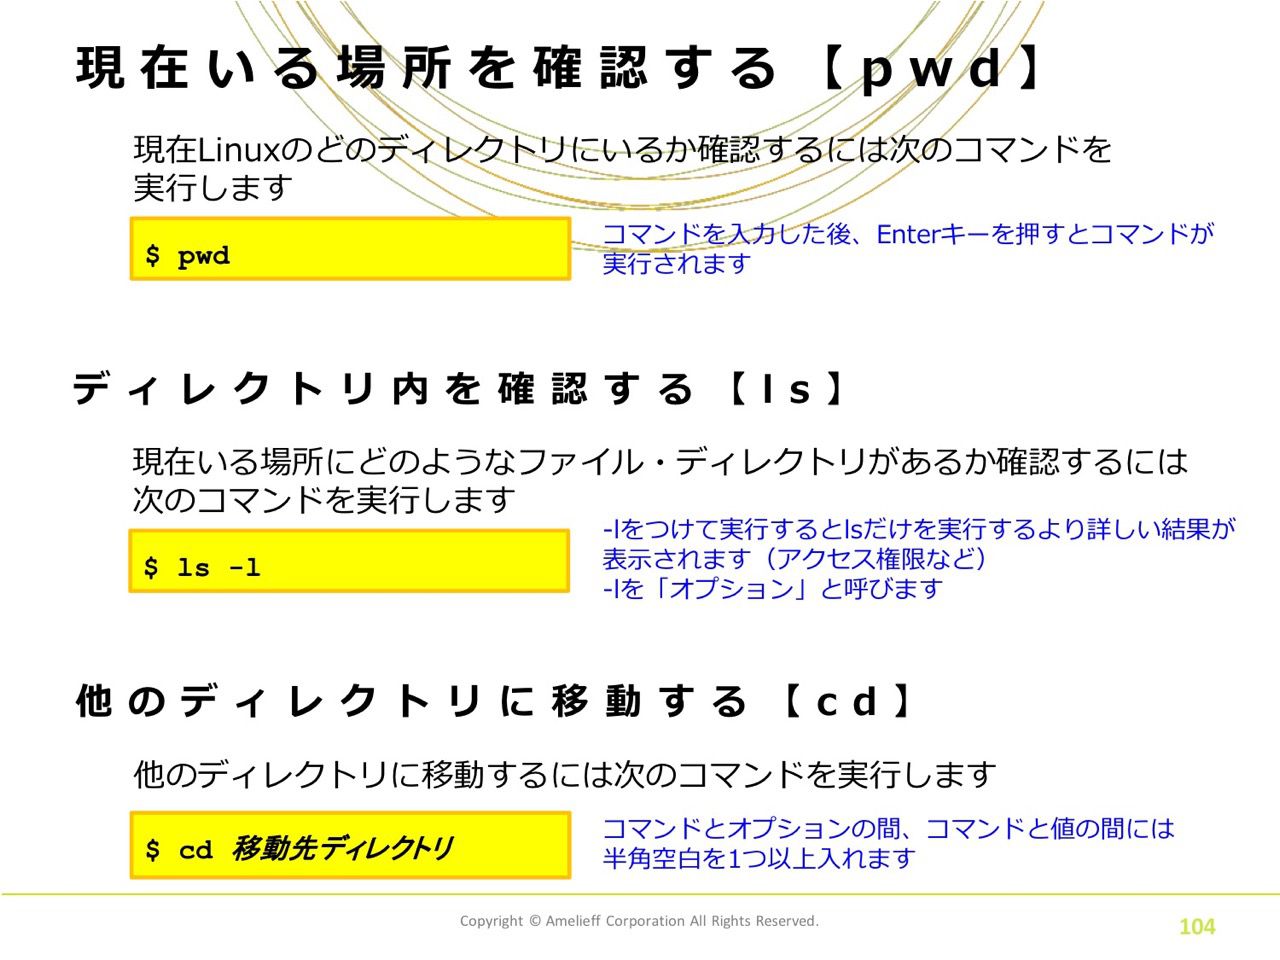 現在いる場所を確認する【pwd】
現在Linuxのどのディレクトリにいるか確認するには次のコマンドを
実行します
$ pwd
コマンドを入力した後、Enterキーを押すとコマンドが
実行されます
ディレクトリ内を確認する【ls】
現在いる場所にどのようなファイル・ディレクトリがあるか確認するには
次のコマンドを実行します
$ ls -l
-lをつけて実行するとlsだけを実行するより詳しい結果が
表示されます（アクセス権限など）
-lを「オプション」と呼びます
他のディレクトリに移動する【cd】
他のディレクトリに移動するには次のコマンドを実行します
$ cd 移動先ディレクトリ
コマンドとオプションの間、コマンドと値の間には
半角空白を1つ以上入れます
Copyright © Amelieff Corporation All Rights Reserved.
104